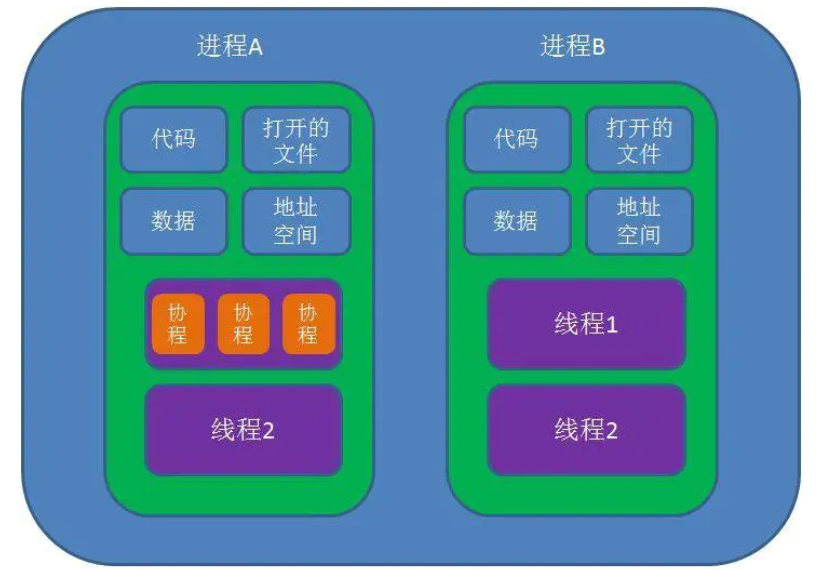 进程A
进程B
代码
打开的
文件
数据
地址
空间
协
程
协
程
协
程
线程2
代码
打开的
文件
数据
地址
空间
线程1
线程2